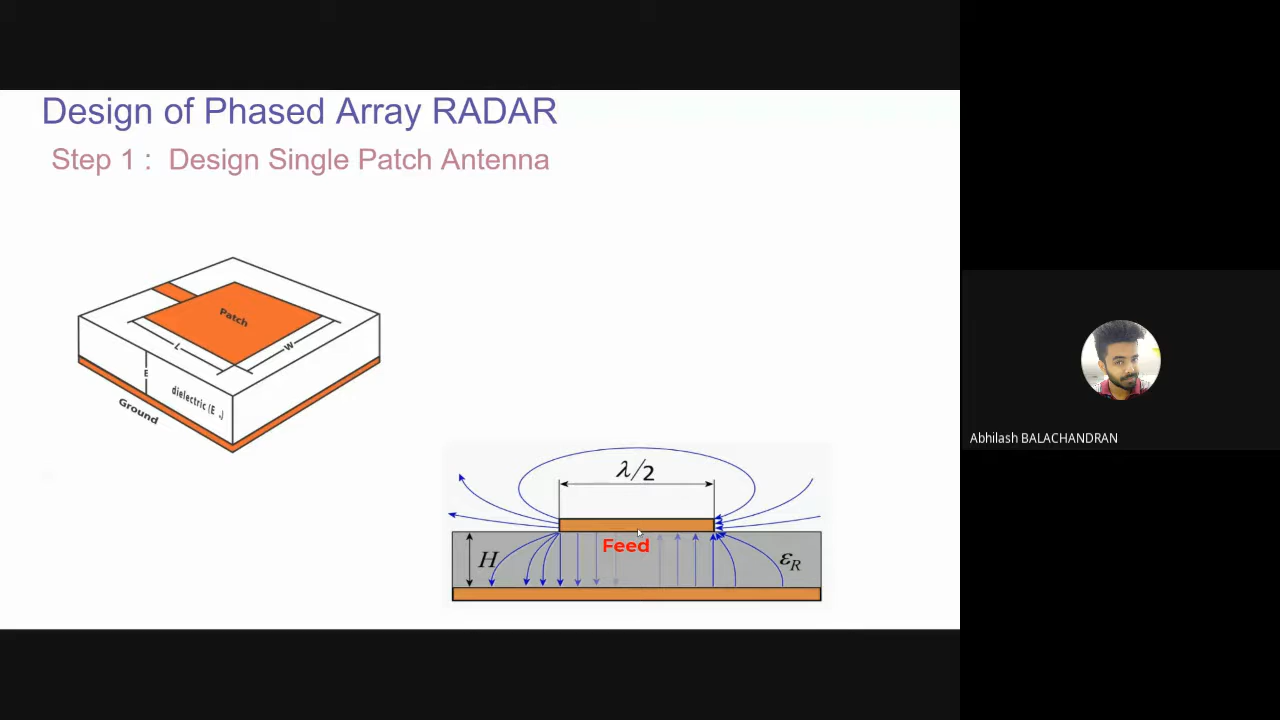 Design of Phased Array RADAR
Step 1 : Design Single Patch Antenna
Patch
L
W
E
dielectric (E .)
Ground
λ/2
Feed
H
εR
Abhilash BALACHANDRAN